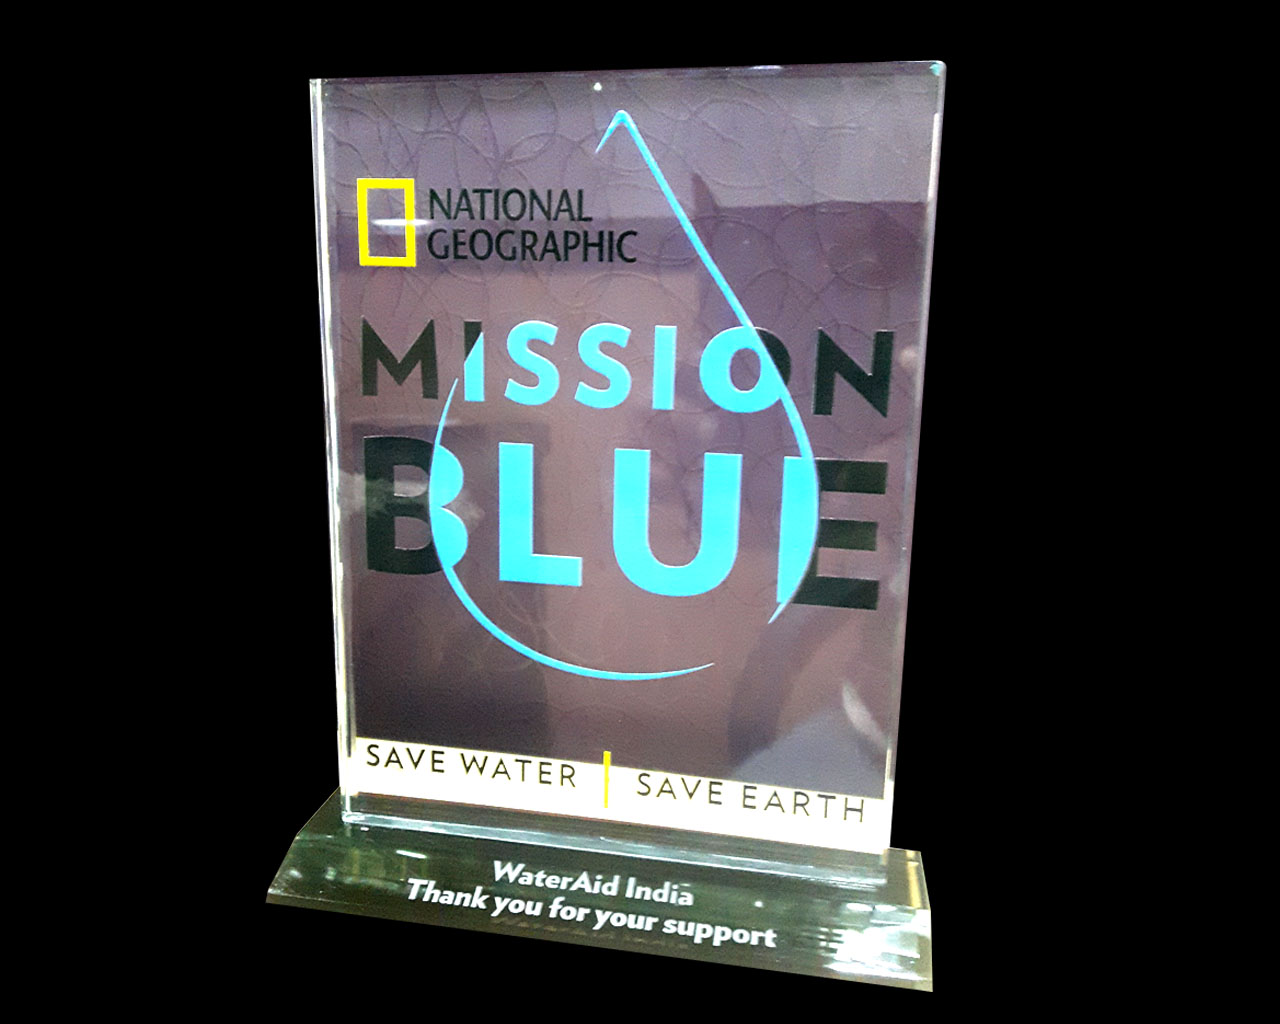 NATIONAL
GEOGRAPHIC
MISSION
BLUE
SAVE WATER | SAVE EARTH
WaterAid India
Thank you for your support